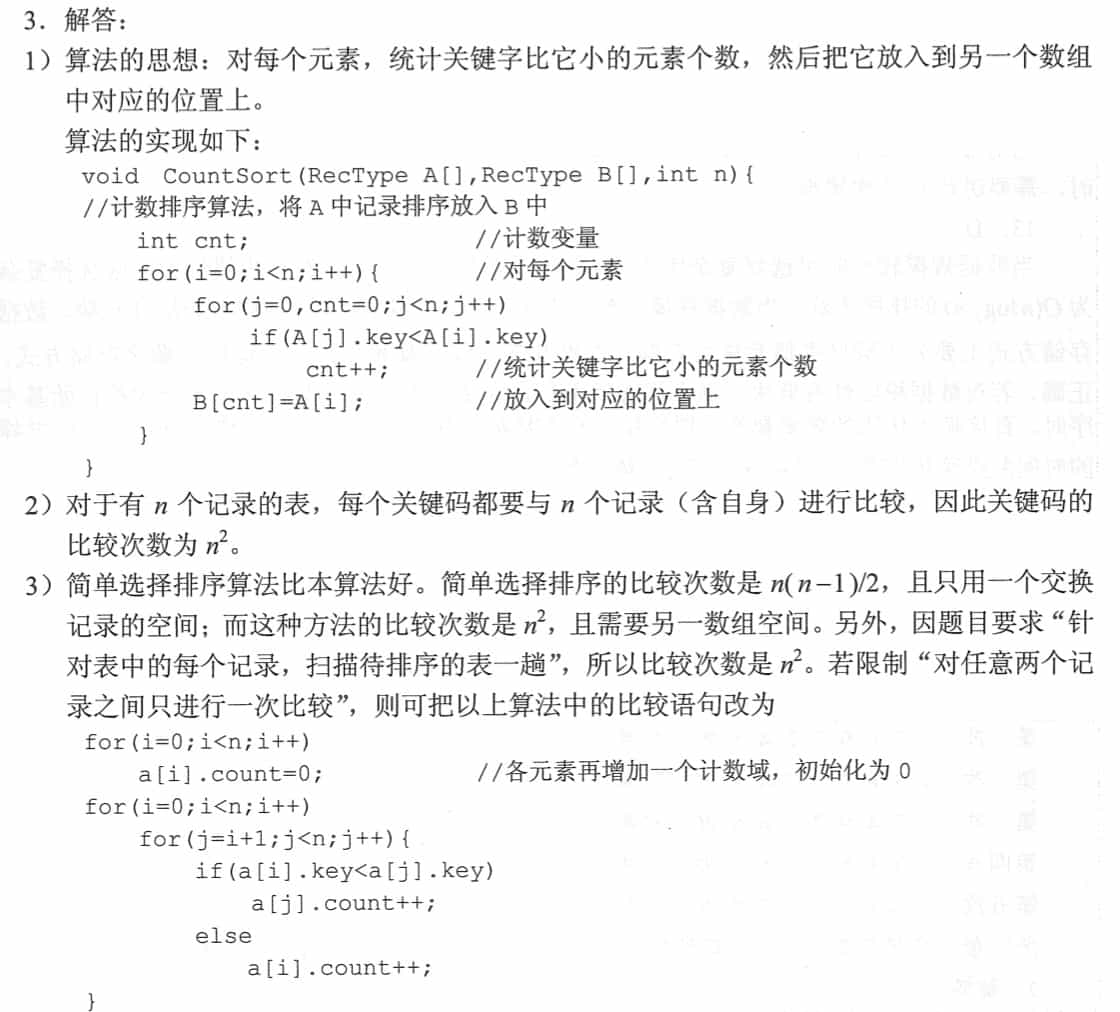 3．解答：
1）算法的思想：对每个元素，统计关键字比它小的元素个数，然后把它放入到另一个数组
中对应的位置上。
算法的实现如下：
void CountSort(RecType A[],RecType B[],int n){
//计数排序算法，将 A 中记录排序放入 B 中
int cnt; //计数变量
for(i=0;i<n;i++){ //对每个元素
for(j=0,cnt=0;j<n;j++)
if(A[j].key<A[i].key)
cnt++; //统计关键字比它小的元素个数
B[cnt]=A[i]; //放入到对应的位置上
}
}
2）对于有 n 个记录的表，每个关键码都要与 n 个记录（含自身）进行比较，因此关键码的
比较次数为 n²。
3）简单选择排序算法比本算法好。简单选择排序的比较次数是 n(n−1)/2，且只用一个交换
记录的空间；而这种方法的比较次数是 n²，且需要另一数组空间。另外，因题目要求“针
对表中的每个记录，扫描待排序的表一趟”，所以比较次数是 n²。若限制“对任意两个记
录之间只进行一次比较”，则可把以上算法中的比较语句改为
for(i=0;i<n;i++)
a[i].count=0; //各元素再增加一个计数域，初始化为 0
for(i=0;i<n;i++)
for(j=i+1;j<n;j++){
if(a[i].key<a[j].key)
a[j].count++;
else
a[i].count++;
}